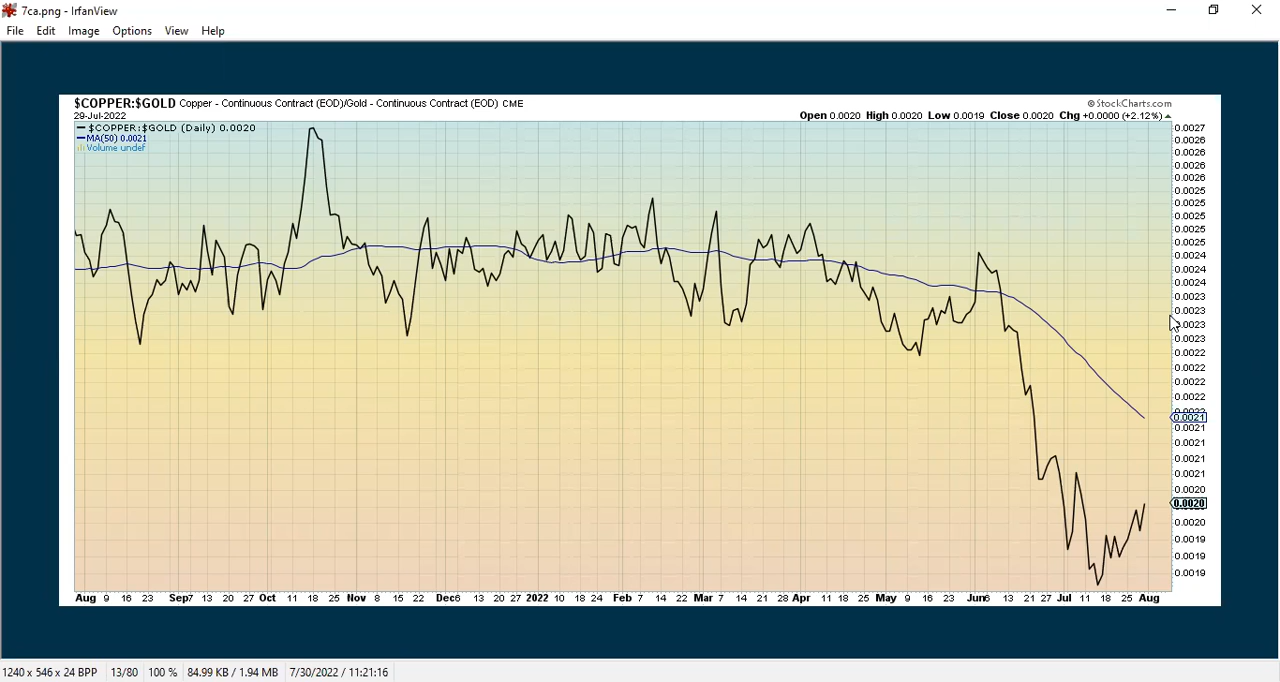 7ca.png - IrfanView
File Edit Image Options View Help
$COPPER:$GOLD Copper - Continuous Contract (EOD)/Gold - Continuous Contract (EOD) CME
© StockCharts.com
29-Jul-2022
Open 0.0020 High 0.0020 Low 0.0019 Close 0.0020 Chg +0.0000 (+2.12%)
$COPPER:$GOLD (Daily) 0.0020
MA(50) 0.0021
Volume undef
0.0027
0.0026
0.0026
0.0026
0.0026
0.0025
0.0025
0.0025
0.0025
0.0025
0.0024
0.0024
0.0024
0.0023
0.0023
0.0023
0.0022
0.0022
0.0022
0.0022
0.0021
0.0021
0.0021
0.0021
0.0021
0.0020
0.0020
0.0020
0.0019
0.0019
0.0019
Aug 9 16 23 Sep 7 13 20 27 Oct 11 18 25 Nov 8 15 22 Dec 6 13 20 27 2022 10 18 24 Feb 7 14 22 Mar 7 14 21 28 Apr 11 18 25 May 9 16 23 Jun 6 13 21 27 Jul 11 18 25 Aug
1240 x 546 x 24 BPP 13/80 100 % 84.99 KB / 1.94 MB 7/30/2022 / 11:21:16